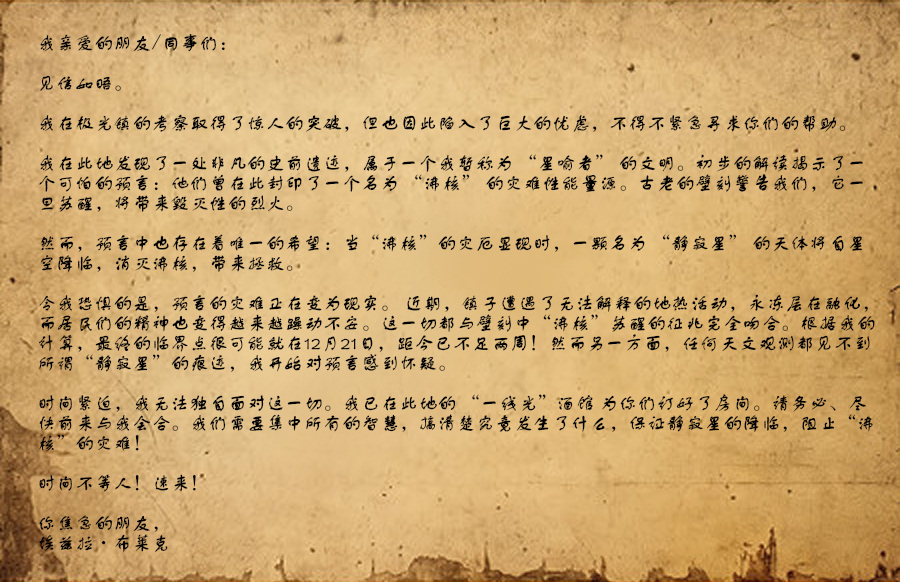 我亲爱的朋友/同事们：
见信如晤。
我在极光镇的考察取得了惊人的突破，但也因此陷入了巨大的忧虑，不得不紧急寻求你们的帮助。
我在此地发现了一处非凡的史前遗迹，属于一个我暂称为“星喻者”的文明。初步的解读揭示了一
个可怕的预言：他们曾在此封印了一个名为“沸核”的灾难性能量源。古老的壁刻警告我们，它一
旦苏醒，将带来毁灭性的烈火。
然而，预言中也存在着唯一的希望：当“沸核”的灾厄显现时，一颗名为“静寂星”的天体将自星
空降临，消灭沸核，带来拯救。
令我恐惧的是，预言的灾难正在变为现实。近期，镇子遭遇了无法解释的地热活动，永冻层在融化，
而居民们的精神也变得越来越躁动不安。这一切都与壁刻中“沸核”苏醒的征兆完全吻合。根据我的
计算，最终的临界点很可能就在12月21日，距今已不足两周！然而另一方面，任何天文观测都见不到
所谓“静寂星”的痕迹，我开始对预言感到怀疑。
时间紧迫，我无法独自面对这一切。我已在此地的“一线光”酒馆为你们订好了房间。请务必、尽
快前来与我会合。我们需要集中所有的智慧，搞清楚究竟发生了什么，保证静寂星的降临，阻止“沸
核”的灾难！
时间不等人！速来！
你焦急的朋友，
埃兹拉·布莱克